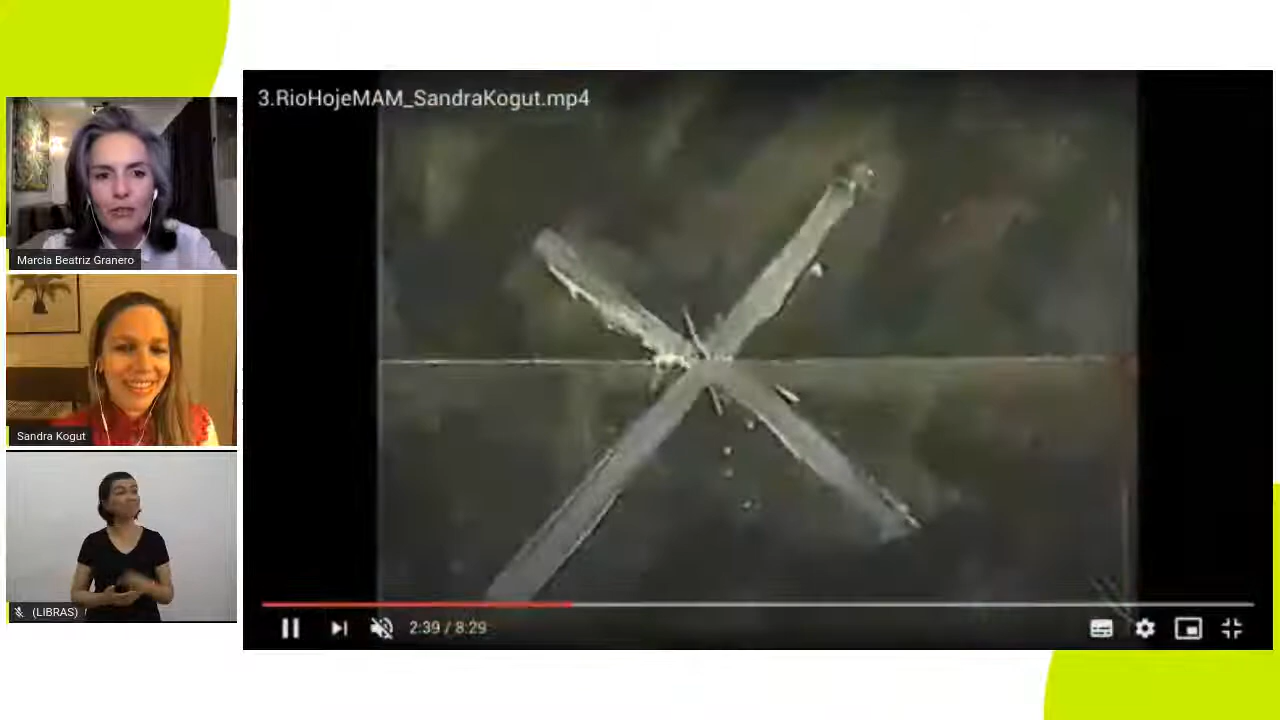 3.RioHojeMAM_SandraKogut.mp4
Marcia Beatriz Granero
Sandra Kogut
(LIBRAS)
2:39 / 8:29